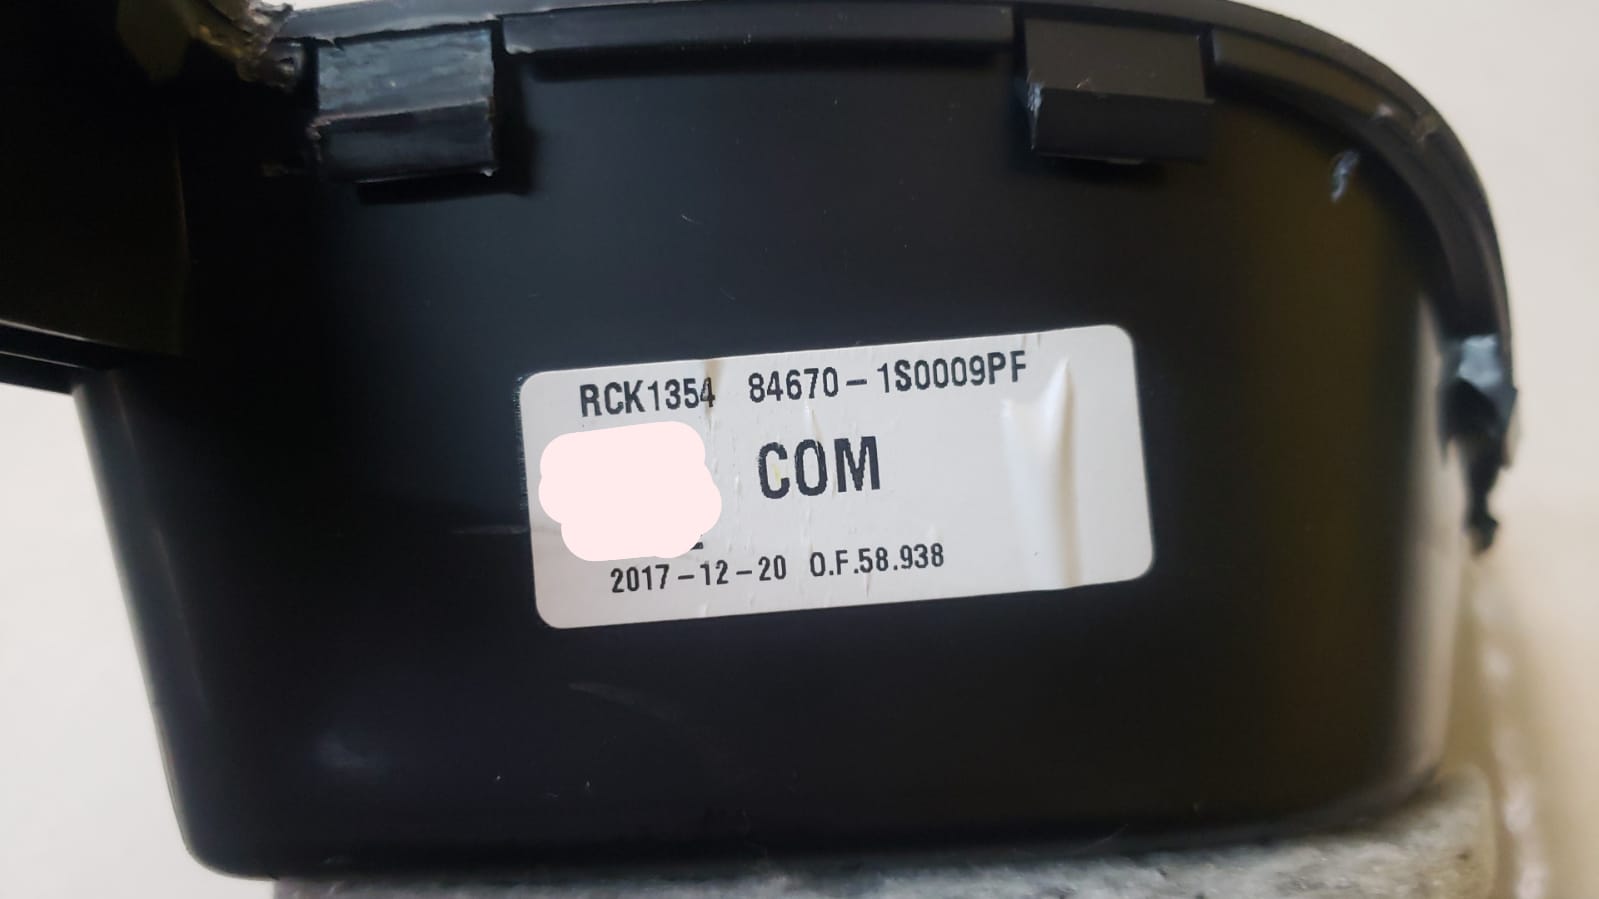 RCK1354 84670-1S0009PF
COM
2017-12-20 O.F.58.938